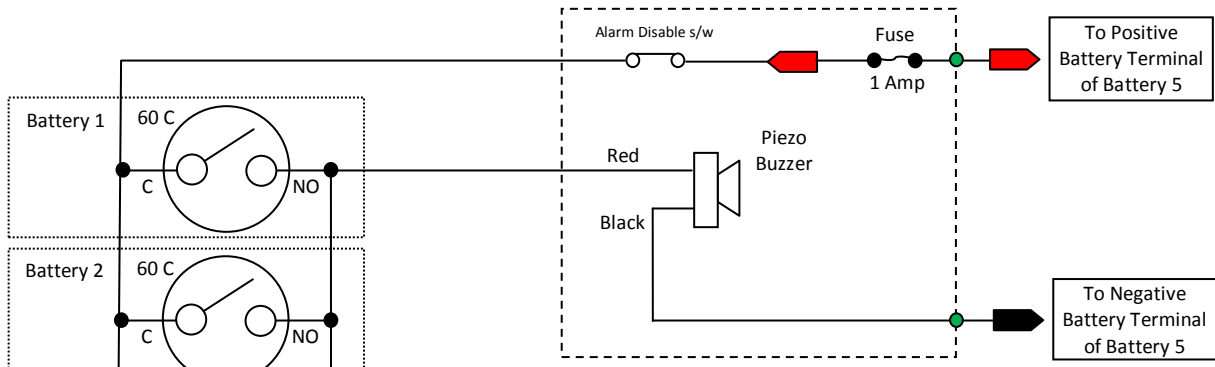 Alarm Disable s/w
Fuse
1 Amp
To Positive
Battery Terminal
of Battery 5
Battery 1
60 C
C
NO
Red
Black
Piezo
Buzzer
Battery 2
60 C
C
NO
To Negative
Battery Terminal
of Battery 5